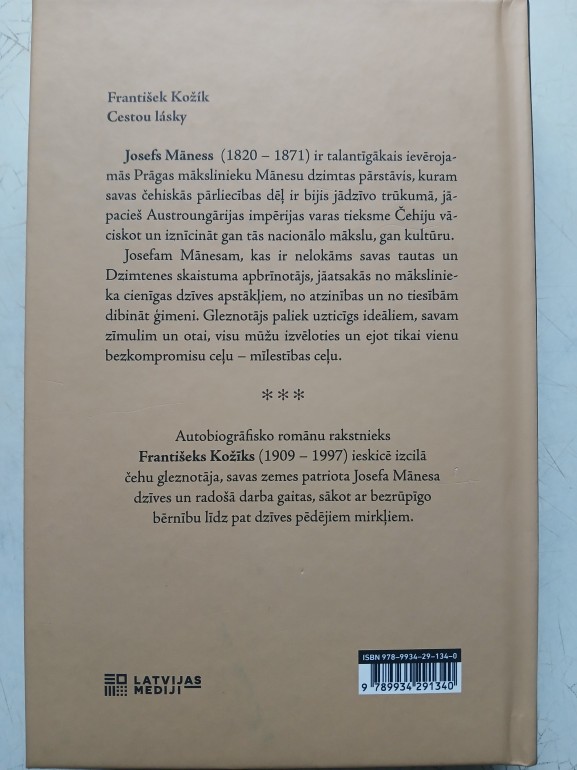 František Kožík
Cestou lásky
Josefs Māness (1820 – 1871) ir talantīgākais ievēroja-
mās Prāgas mākslinieku Mānesu dzimtas pārstāvis, kuram
savas čehiskās pārliecības dēļ ir bijis jādzīvo trūkumā, jā-
pacieš Austroungārijas impērijas varas tieksme Čehiju vā-
ciskot un iznīcināt gan tās nacionālo mākslu, gan kultūru.
Josefam Mānesam, kas ir nelokāms savas tautas un
Dzimtenes skaistuma apbrīnotājs, jāatsakās no mākslinie-
ka cienīgas dzīves apstākļiem, no atzinības un no tiesībām
dibināt ģimeni. Gleznotājs paliek uzticīgs ideāliem, savam
zīmulim un otai, visu mūžu izvēloties un ejot tikai vienu
bezkompromisu ceļu – mīlestības ceļu.
***
Autobiogrāfisko romānu rakstnieks
Františeks Kožīks (1909 – 1997) ieskicē izcilā
čehu gleznotāja, savas zemes patriota Josefa Mānesa
dzīves un radošā darba gaitas, sākot ar bezrūpīgo
bērnību līdz pat dzīves pēdējiem mirkļiem.
ISBN 978-9934-29-134-0
9 789934 291340
LATVIJAS
MEDIJI